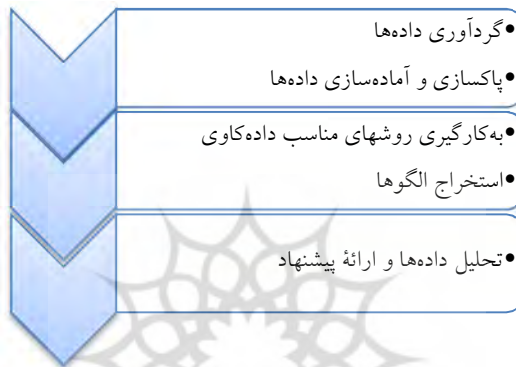 •گردآوری داده‌ها
•پاکسازی و آماده‌سازی داده‌ها
•به‌کارگیری روشهای مناسب داده‌کاوی
•استخراج الگوها
•تحلیل داده‌ها و ارائۀ پیشنهاد